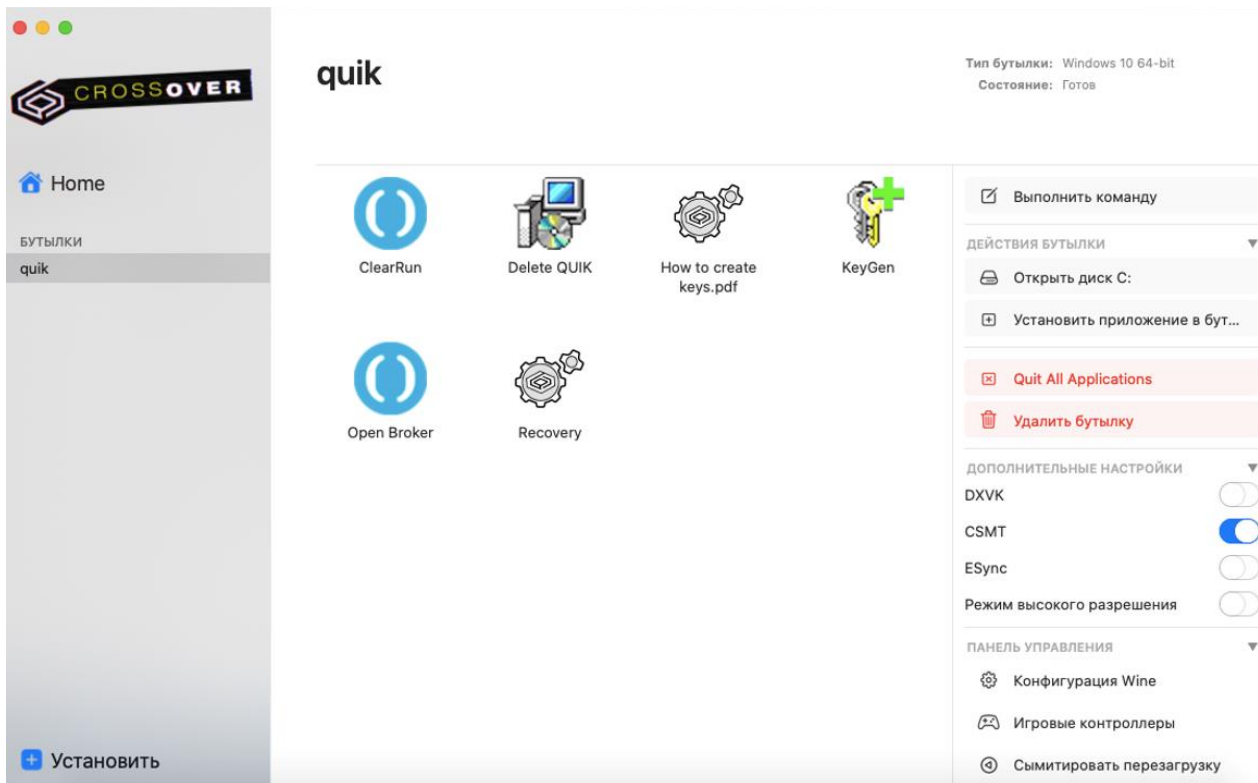 CROSSOVER
Home
БУТЫЛКИ
quik
Установить
quik
Тип бутылки: Windows 10 64-bit
Состояние: Готов
ClearRun
Delete QUIK
How to create
keys.pdf
KeyGen
Open Broker
Recovery
Выполнить команду
ДЕЙСТВИЯ БУТЫЛКИ
Открыть диск C:
Установить приложение в бут...
Quit All Applications
Удалить бутылку
ДОПОЛНИТЕЛЬНЫЕ НАСТРОЙКИ
DXVK
CSMT
ESync
Режим высокого разрешения
ПАНЕЛЬ УПРАВЛЕНИЯ
Конфигурация Wine
Игровые контроллеры
Сымитировать перезагрузку